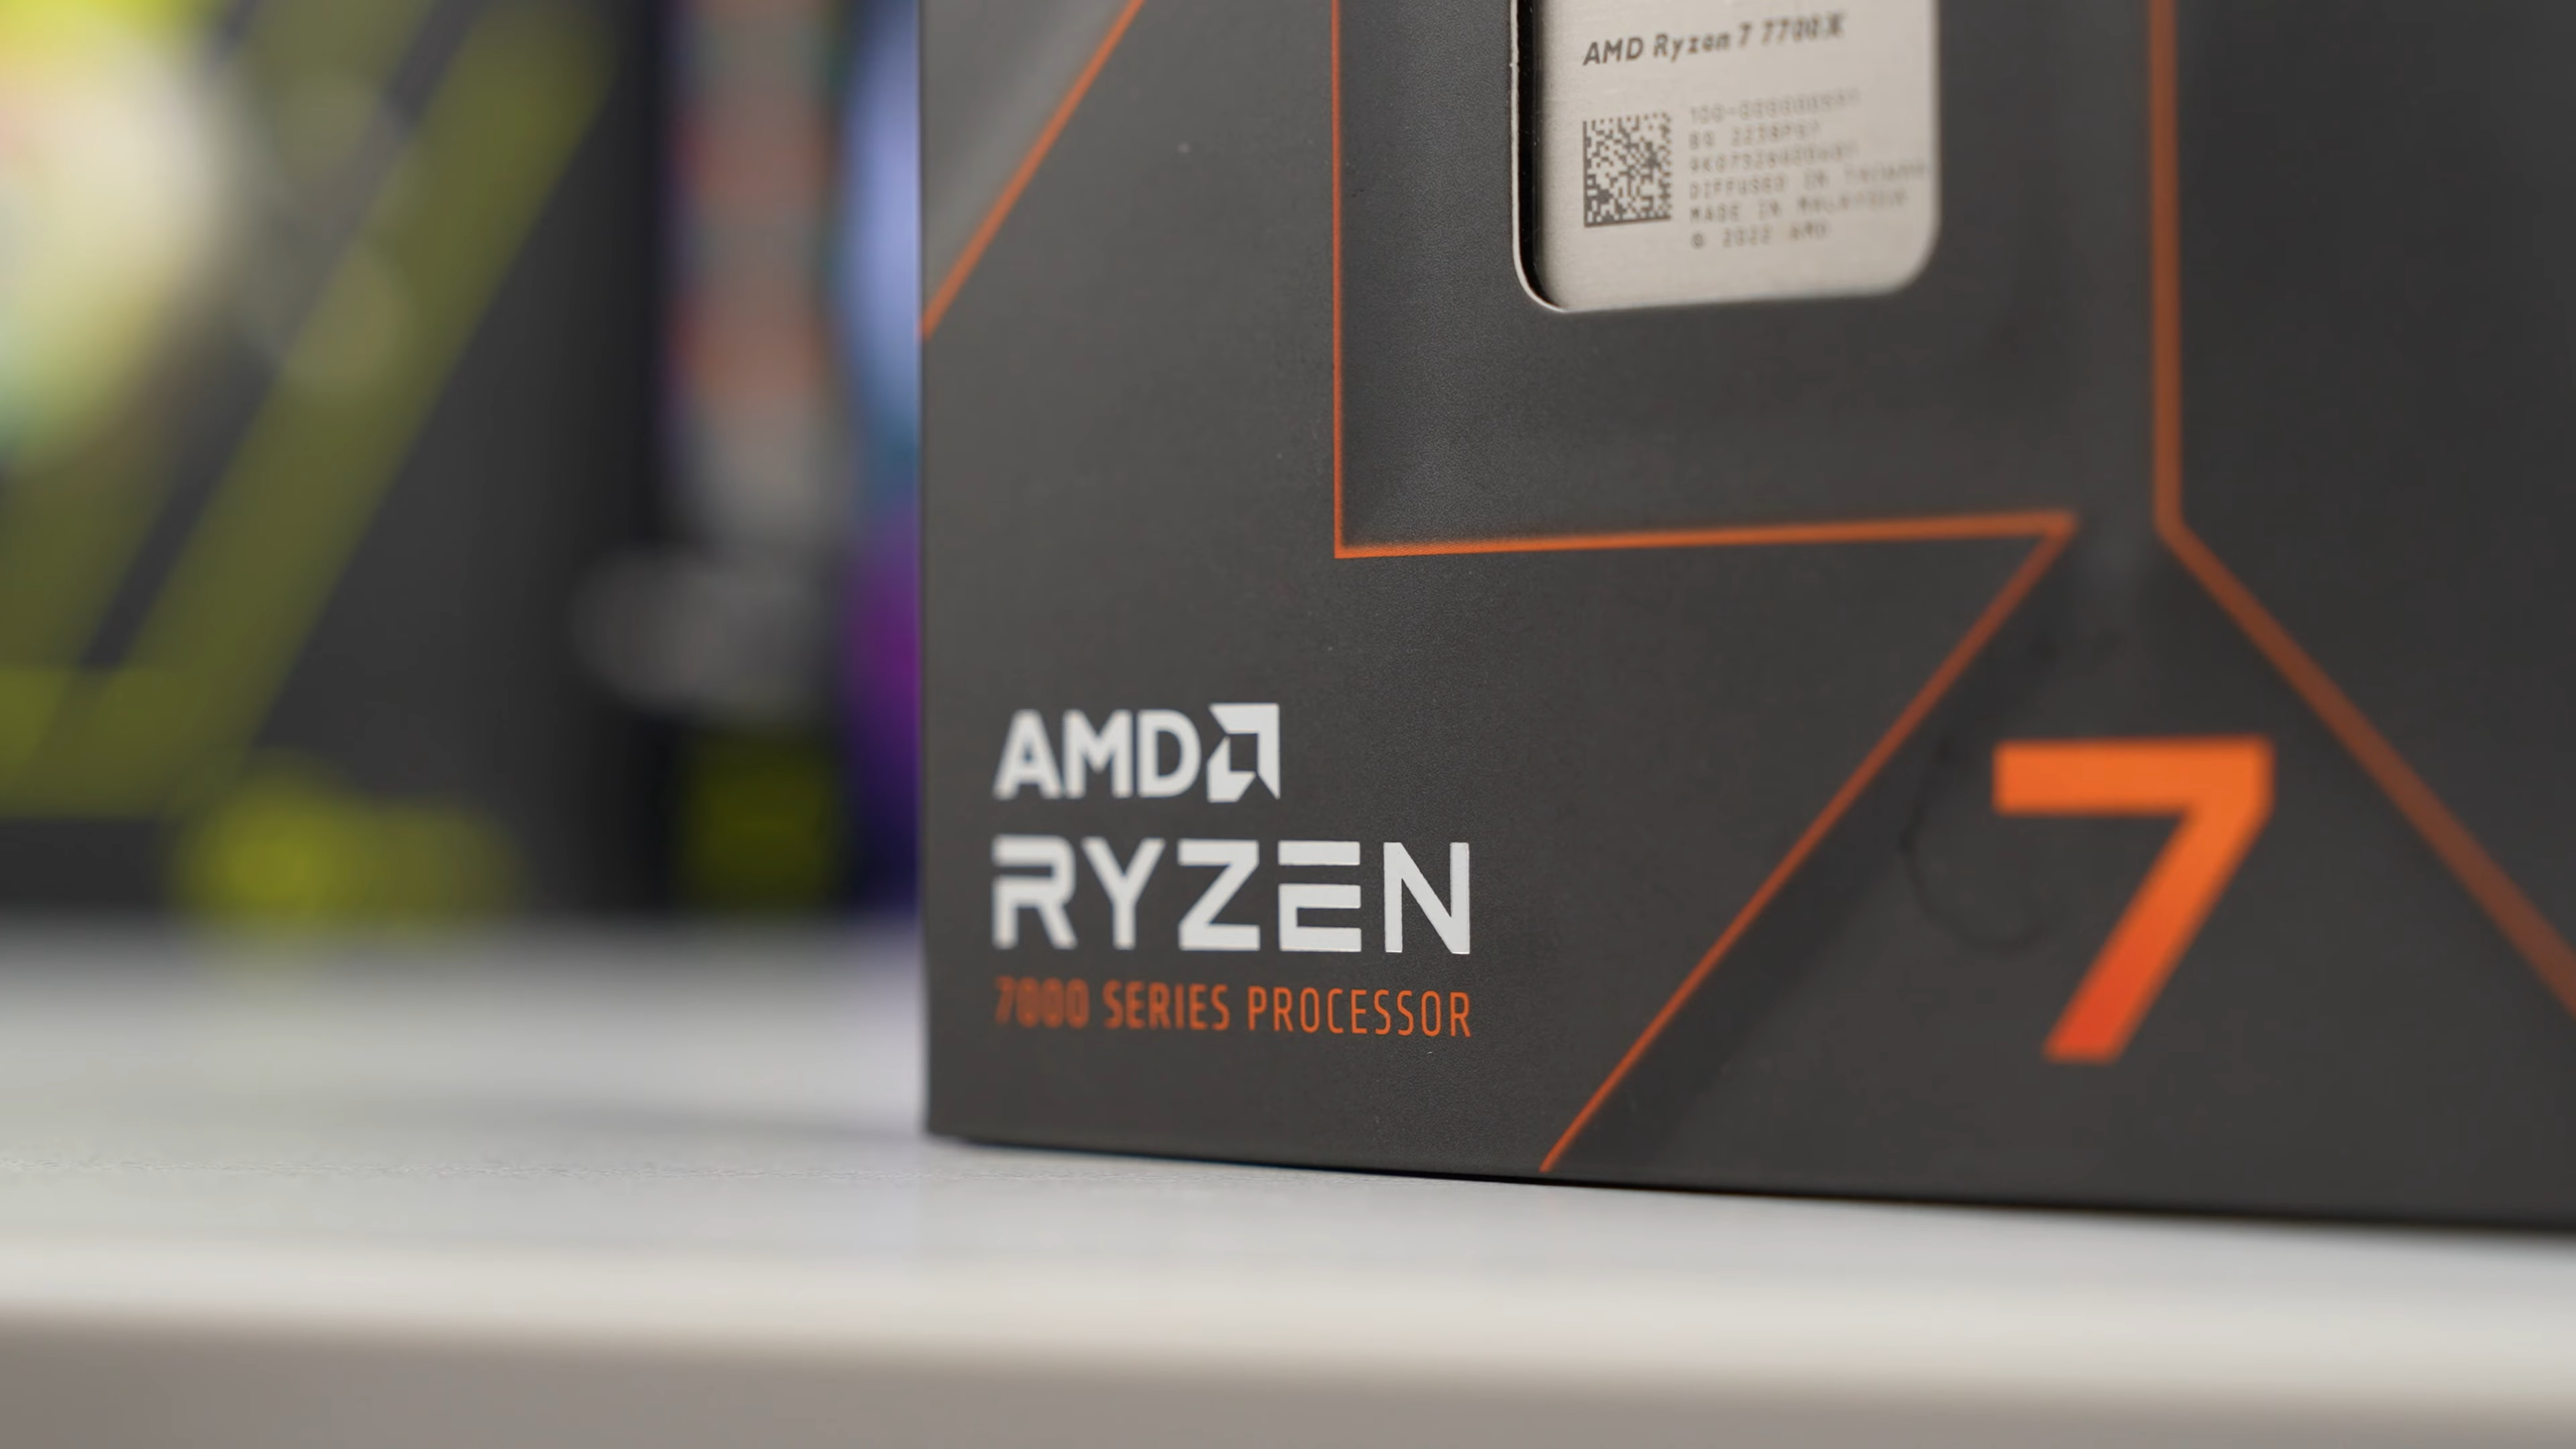 AMD Ryzen 7 7700X
DIFFUSED IN TAIWAN
MADE IN MALAYSIA
© 2022 AMD
AMD
RYZEN
7000 SERIES PROCESSOR
7